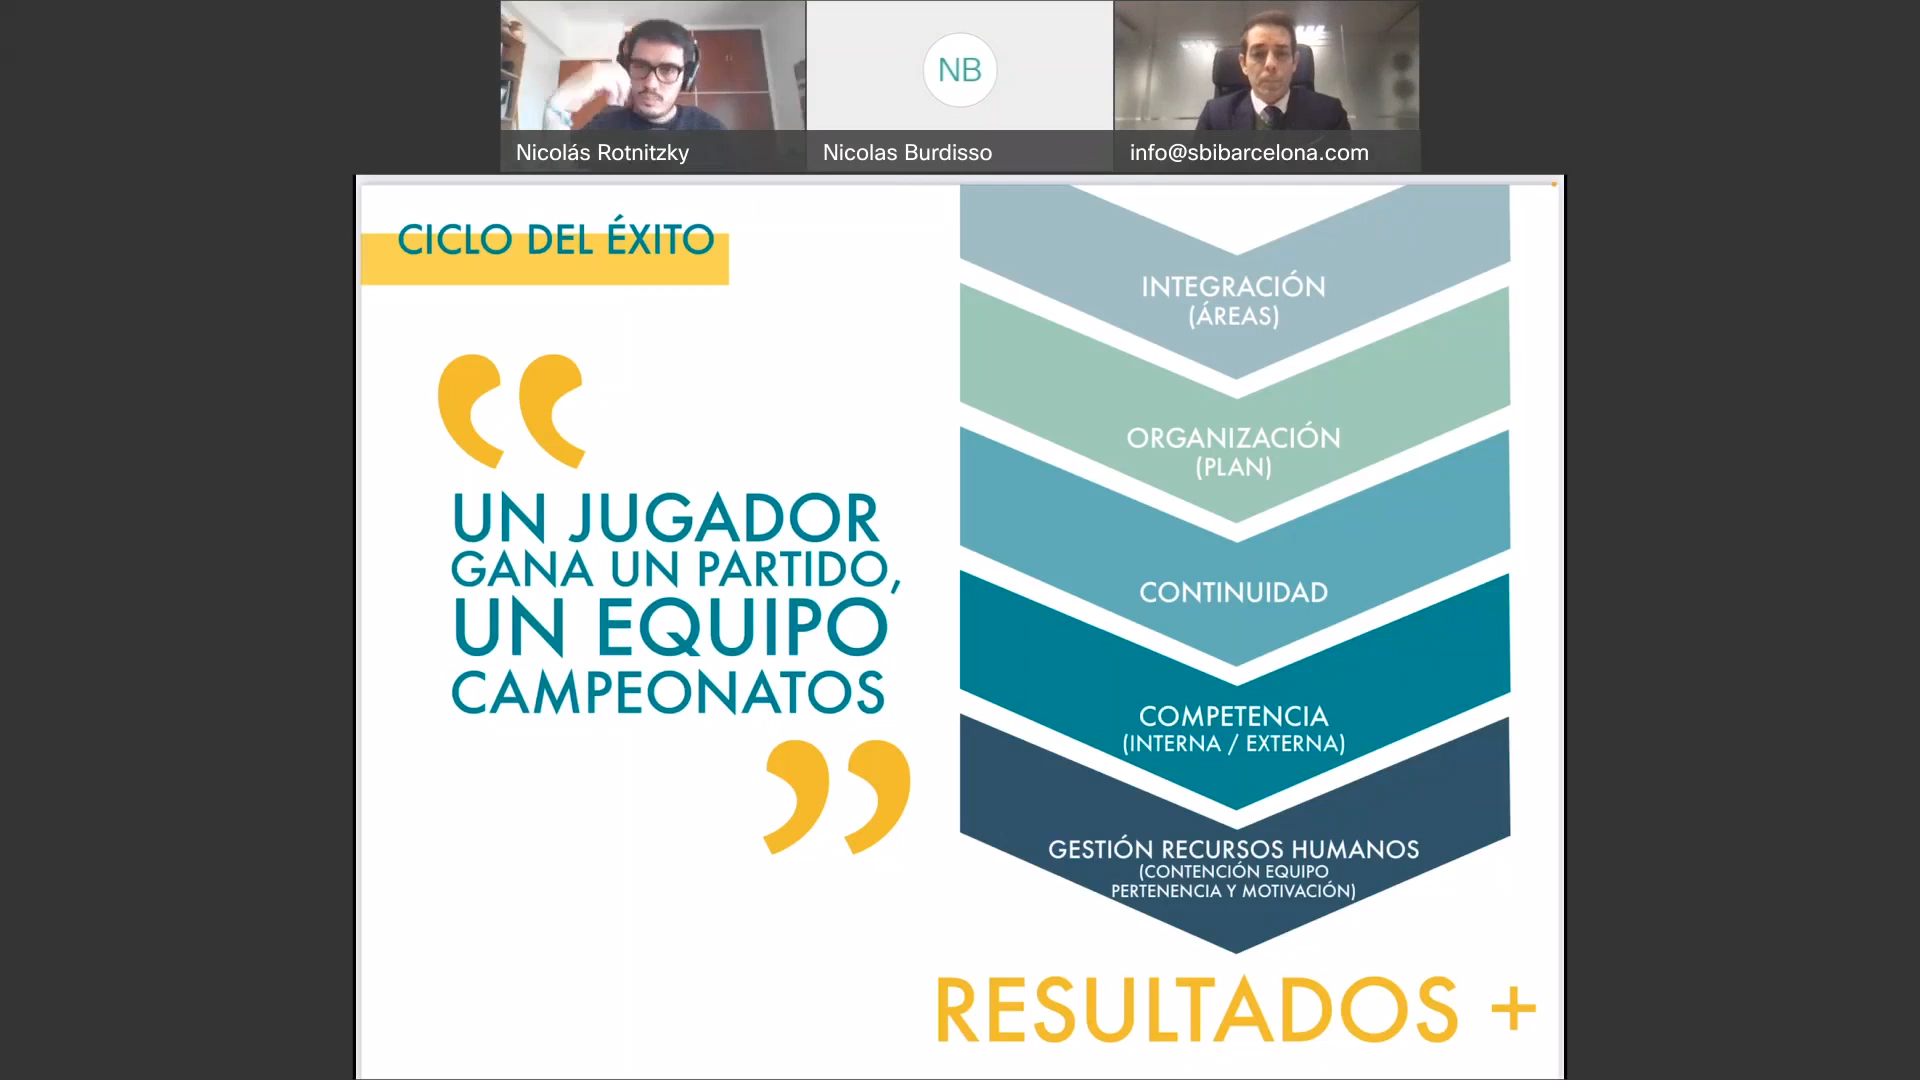 NB
Nicolás Rotnitzky
Nicolas Burdisso
info@sbibarcelona.com
CICLO DEL ÉXITO
“
UN JUGADOR
GANA UN PARTIDO,
UN EQUIPO
CAMPEONATOS
”
INTEGRACIÓN
(ÁREAS)
ORGANIZACIÓN
(PLAN)
CONTINUIDAD
COMPETENCIA
(INTERNA / EXTERNA)
GESTIÓN RECURSOS HUMANOS
(CONTENCIÓN EQUIPO
PERTENENCIA Y MOTIVACIÓN)
RESULTADOS +